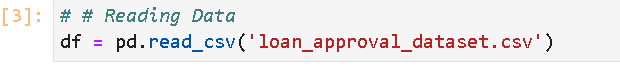 [3]: # # Reading Data
df = pd.read_csv('loan_approval_dataset.csv')